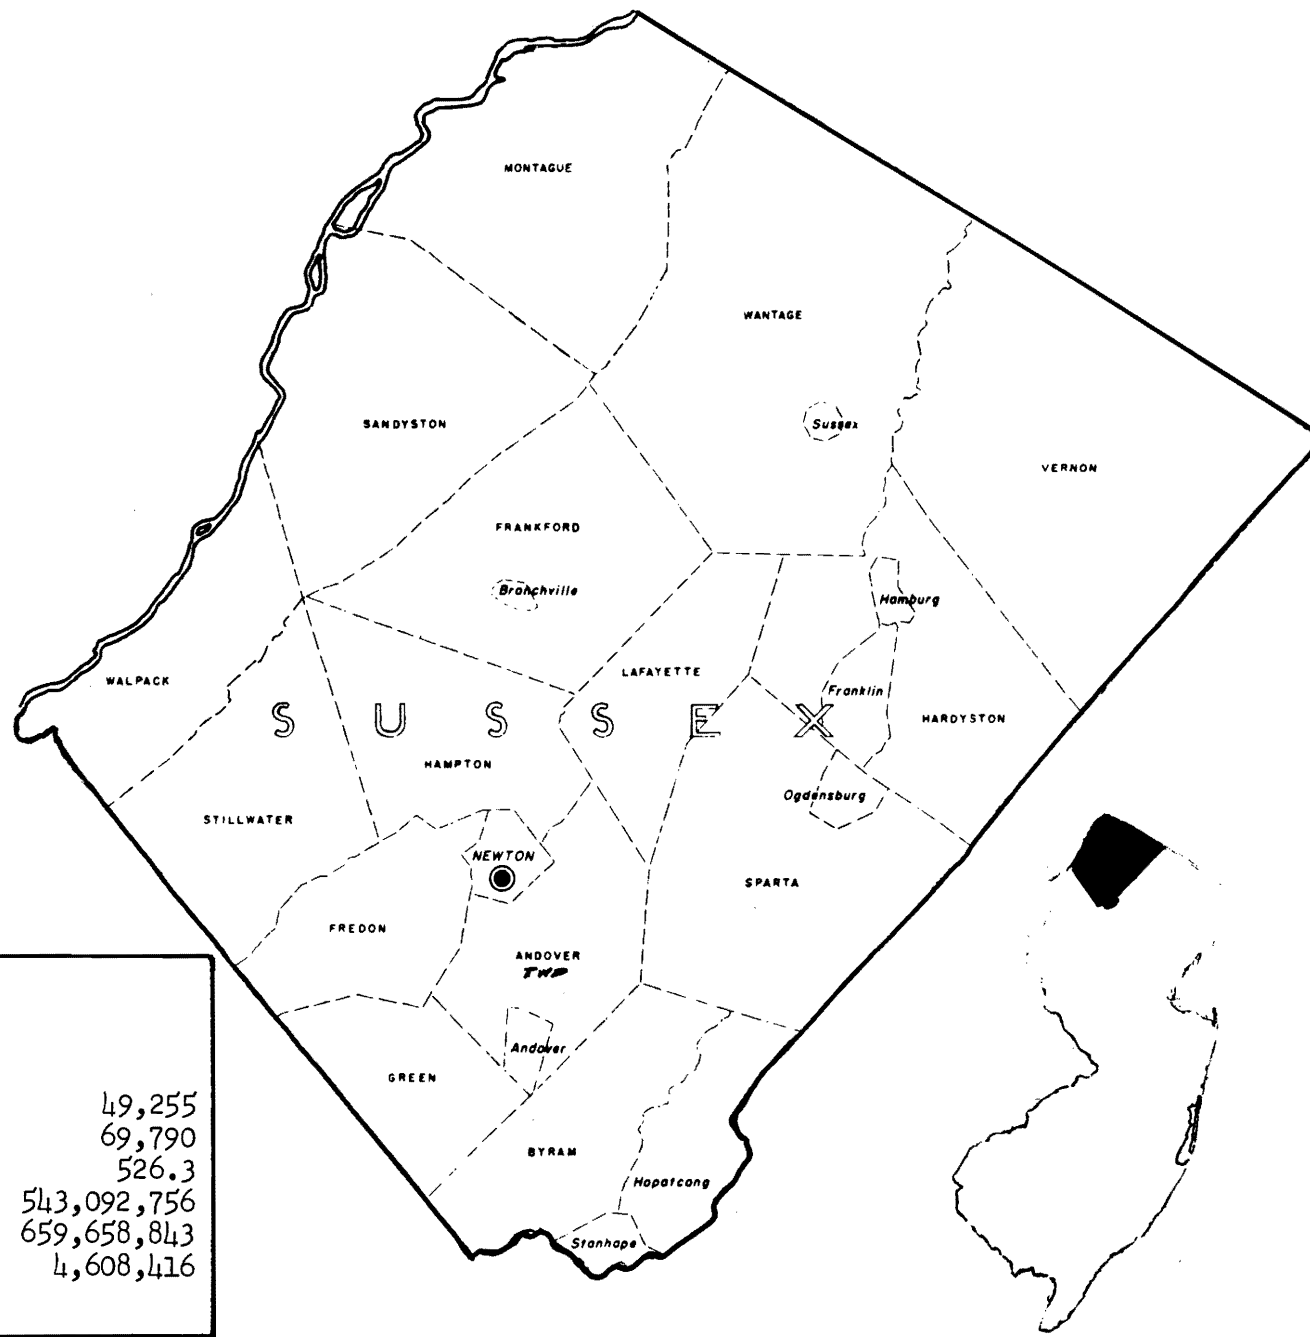 MONTAGUE
WANTAGE
Sussex
SANDYSTON
VERNON
FRANKFORD
Branchville
Hamburg
LAFAYETTE
WALPACK
Franklin
S U S S E X
HARDYSTON
HAMPTON
Ogdensburg
STILLWATER
NEWTON
SPARTA
FREDON
ANDOVER
TWP
Andover
GREEN
BYRAM
Hopatcong
Stanhope
49,255
69,790
526.3
543,092,756
659,658,843
4,608,416